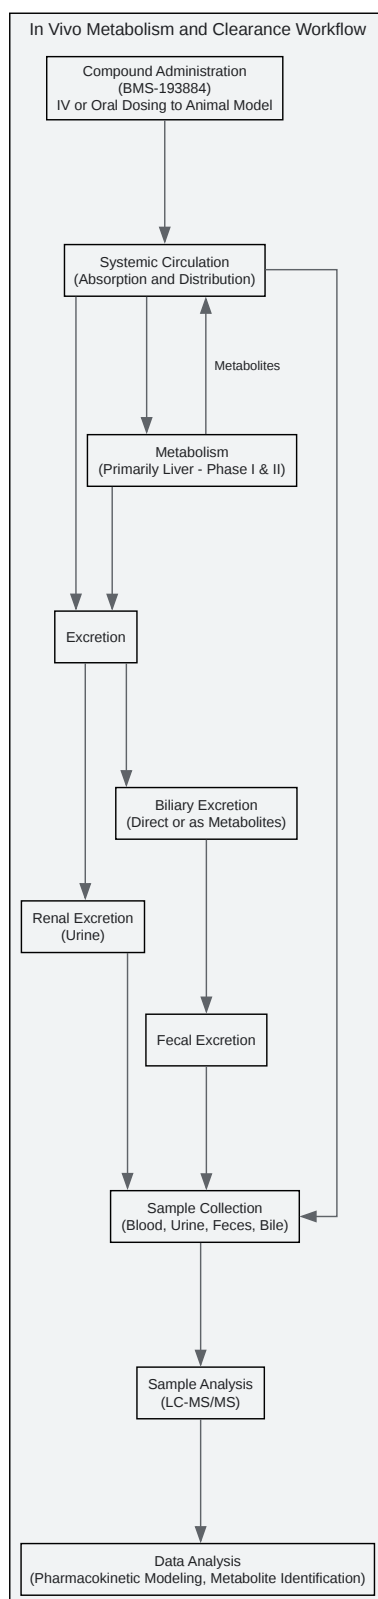 In Vivo Metabolism and Clearance Workflow
Compound Administration
(BMS-193884)
IV or Oral Dosing to Animal Model
Systemic Circulation
(Absorption and Distribution)
Metabolites
Metabolism
(Primarily Liver - Phase I & II)
Excretion
Biliary Excretion
(Direct or as Metabolites)
Renal Excretion
(Urine)
Fecal Excretion
Sample Collection
(Blood, Urine, Feces, Bile)
Sample Analysis
(LC-MS/MS)
Data Analysis
(Pharmacokinetic Modeling, Metabolite Identification)